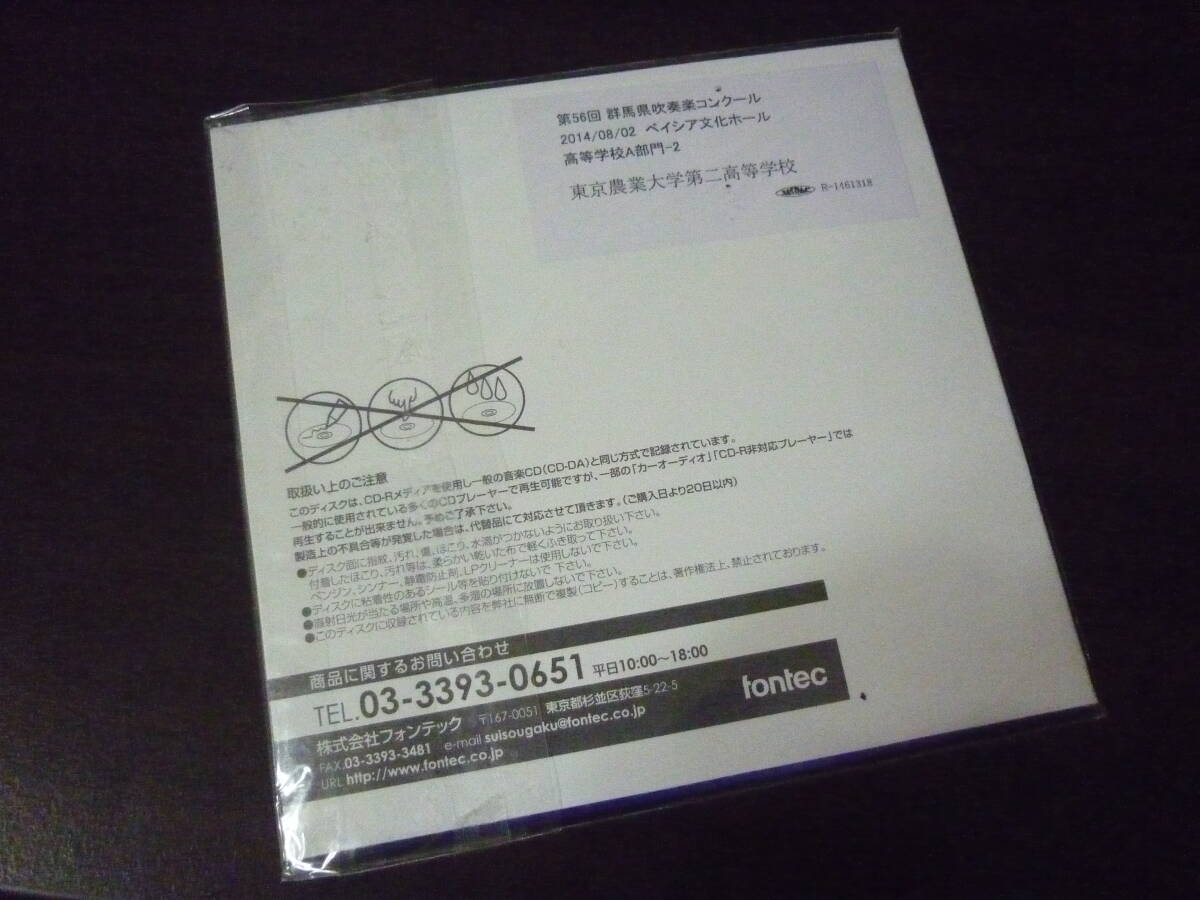 第56回 群馬県吹奏楽コンクール
2014/08/02 ベイシア文化ホール
高等学校A部門-2
東京農業大学第二高等学校
R-1461318
取扱い上のご注意
このディスクは、CD-Rメディアを使用し一般の音楽CD(CD-DA)と同じ方式で記録されています。
一般的に使用されている多くのCDプレーヤーで再生可能ですが、一部の「カーオーディオ」「CD-R非対応プレーヤー」では
再生することが出来ません。予めご了承下さい。
製造上の不具合等が発覚した場合は、代替品にて対応させて頂きます。(ご購入日より20日以内)
●ディスク面に指紋、汚れ、傷、ほこり、水滴がつかないようにお取り扱い下さい。
付着したほこり、汚れ等は、柔らかい乾いた布で軽くふき取って下さい。
ベンジン、シンナー、静電防止剤、LPクリーナーは使用しないで下さい。
●ディスクに粘着性のあるシール等を貼り付けないで下さい。
●直射日光が当たる場所や高温、多湿の場所に放置しないで下さい。
●このディスクに収録されている内容を弊社に無断で複製(コピー)することは、著作権法上、禁止されております。
商品に関するお問い合わせ
TEL.03-3393-0651 平日10:00〜18:00
株式会社フォンテック 〒167-0051 東京都杉並区荻窪5-22-5
FAX.03-3393-3481 e-mail suisougaku@fontec.co.jp
URL http://www.fontec.co.jp
fontec